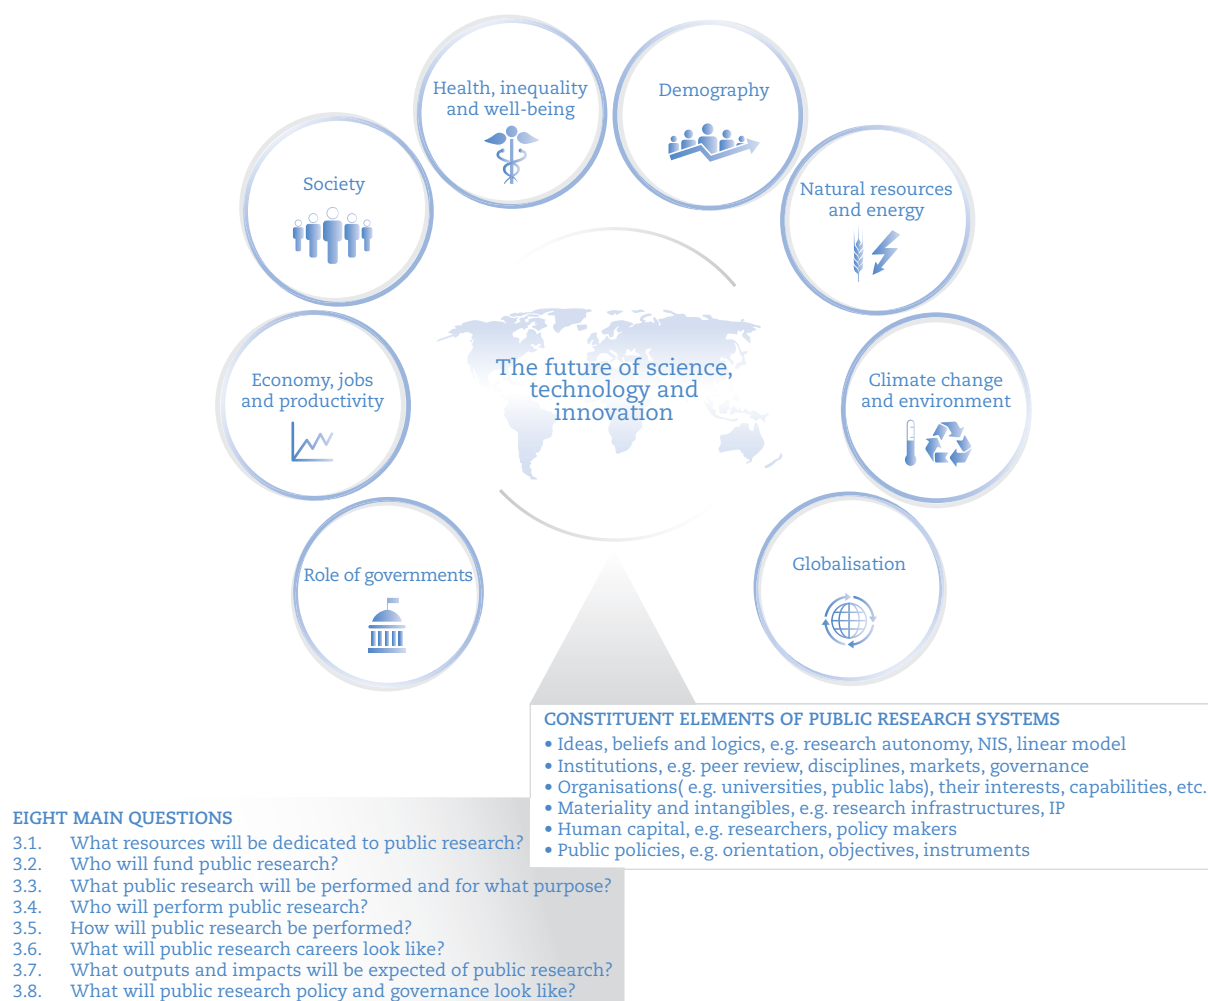 Health, inequality
and well-being
Demography
Society
Natural resources
and energy
The future of science,
technology and
innovation
Economy, jobs
and productivity
Climate change
and environment
Role of governments
Globalisation
CONSTITUENT ELEMENTS OF PUBLIC RESEARCH SYSTEMS
• Ideas, beliefs and logics, e.g. research autonomy, NIS, linear model
• Institutions, e.g. peer review, disciplines, markets, governance
• Organisations( e.g. universities, public labs), their interests, capabilities, etc.
• Materiality and intangibles, e.g. research infrastructures, IP
• Human capital, e.g. researchers, policy makers
• Public policies, e.g. orientation, objectives, instruments
EIGHT MAIN QUESTIONS
3.1. What resources will be dedicated to public research?
3.2. Who will fund public research?
3.3. What public research will be performed and for what purpose?
3.4. Who will perform public research?
3.5. How will public research be performed?
3.6. What will public research careers look like?
3.7. What outputs and impacts will be expected of public research?
3.8. What will public research policy and governance look like?